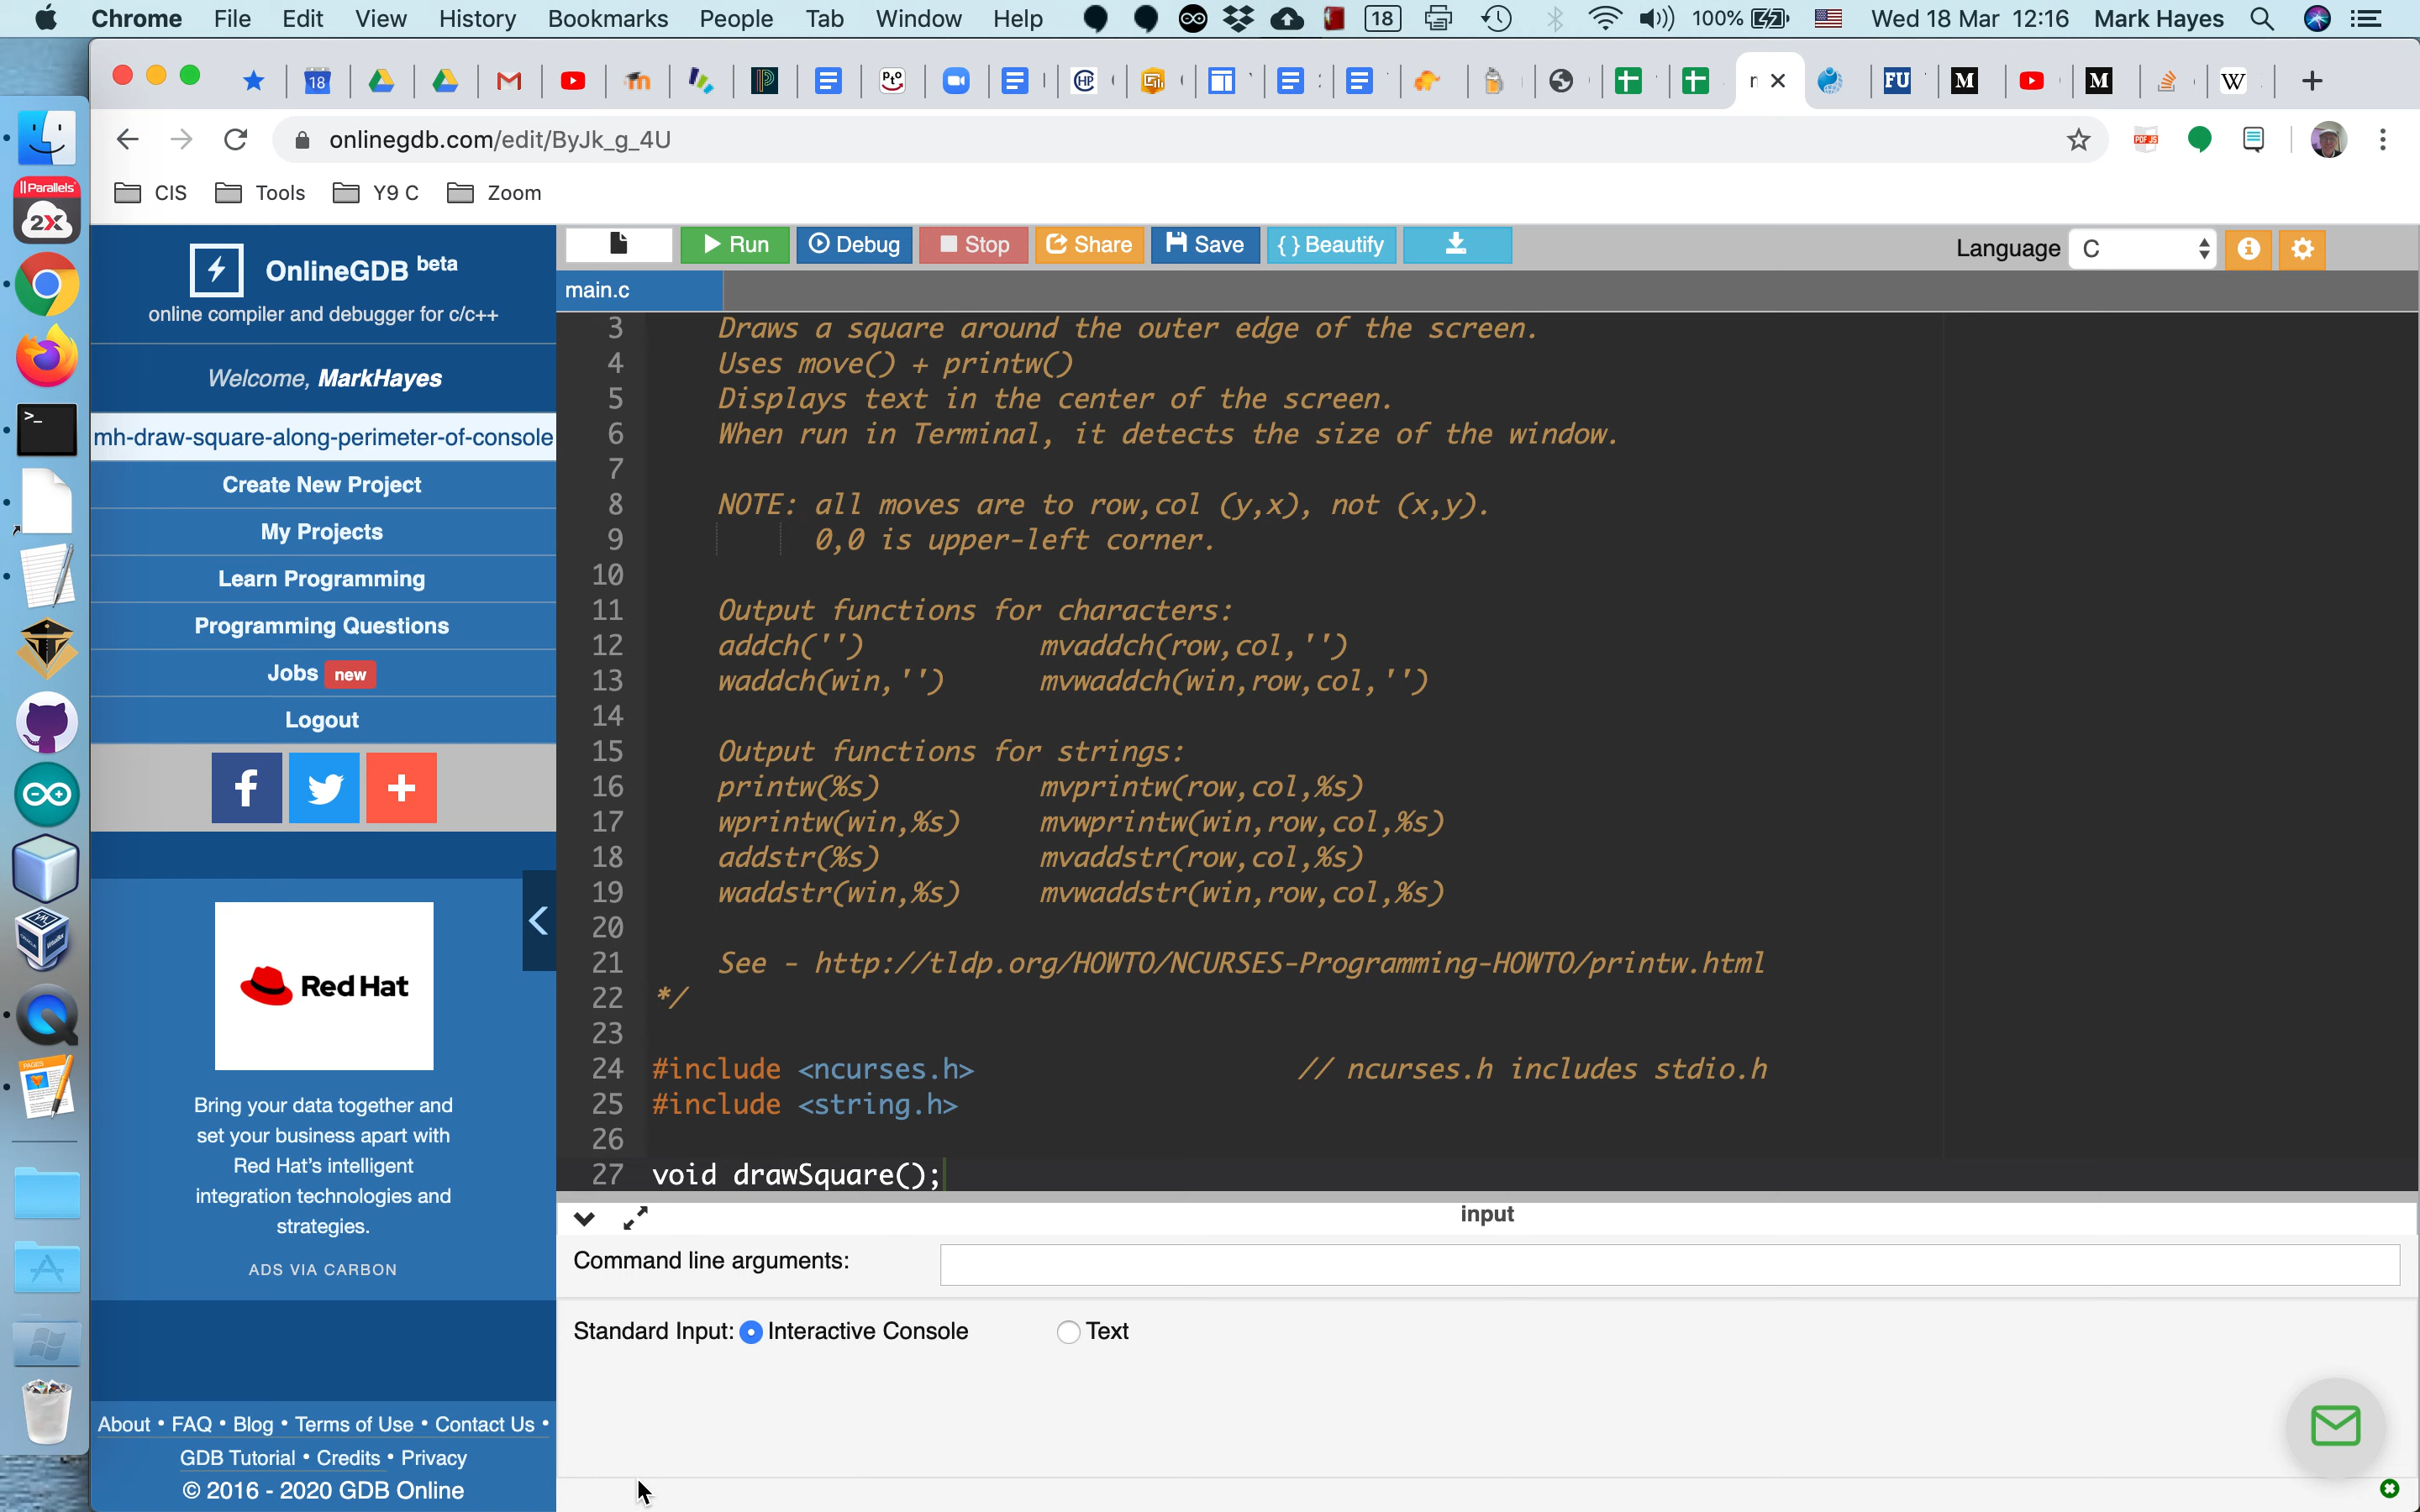 Chrome File Edit View History Bookmarks People Tab Window Help 18 100% Wed 18 Mar 12:16 Mark Hayes
18 PtO HP FU M M W
onlinegdb.com/edit/ByJk_g_4U
CIS Tools Y9 C Zoom
Parallels
2X
OnlineGDB beta
online compiler and debugger for c/c++
Welcome, MarkHayes
mh-draw-square-along-perimeter-of-console
Create New Project
My Projects
Learn Programming
Programming Questions
Jobs new
Logout
Red Hat
Bring your data together and
set your business apart with
Red Hat's intelligent
integration technologies and
strategies.
ADS VIA CARBON
About • FAQ • Blog • Terms of Use • Contact Us •
GDB Tutorial • Credits • Privacy
© 2016 - 2020 GDB Online
Run Debug Stop Share Save { } Beautify Language C
main.c
3 Draws a square around the outer edge of the screen.
4 Uses move() + printw()
5 Displays text in the center of the screen.
6 When run in Terminal, it detects the size of the window.
7
8 NOTE: all moves are to row,col (y,x), not (x,y).
9 0,0 is upper-left corner.
10
11 Output functions for characters:
12 addch('') mvaddch(row,col,'')
13 waddch(win,'') mvwaddch(win,row,col,'')
14
15 Output functions for strings:
16 printw(%s) mvprintw(row,col,%s)
17 wprintw(win,%s) mvwprintw(win,row,col,%s)
18 addstr(%s) mvaddstr(row,col,%s)
19 waddstr(win,%s) mvwaddstr(win,row,col,%s)
20
21 See - http://tldp.org/HOWTO/NCURSES-Programming-HOWTO/printw.html
22 */
23
24 #include <ncurses.h> // ncurses.h includes stdio.h
25 #include <string.h>
26
27 void drawSquare();
input
Command line arguments:
Standard Input: Interactive Console Text